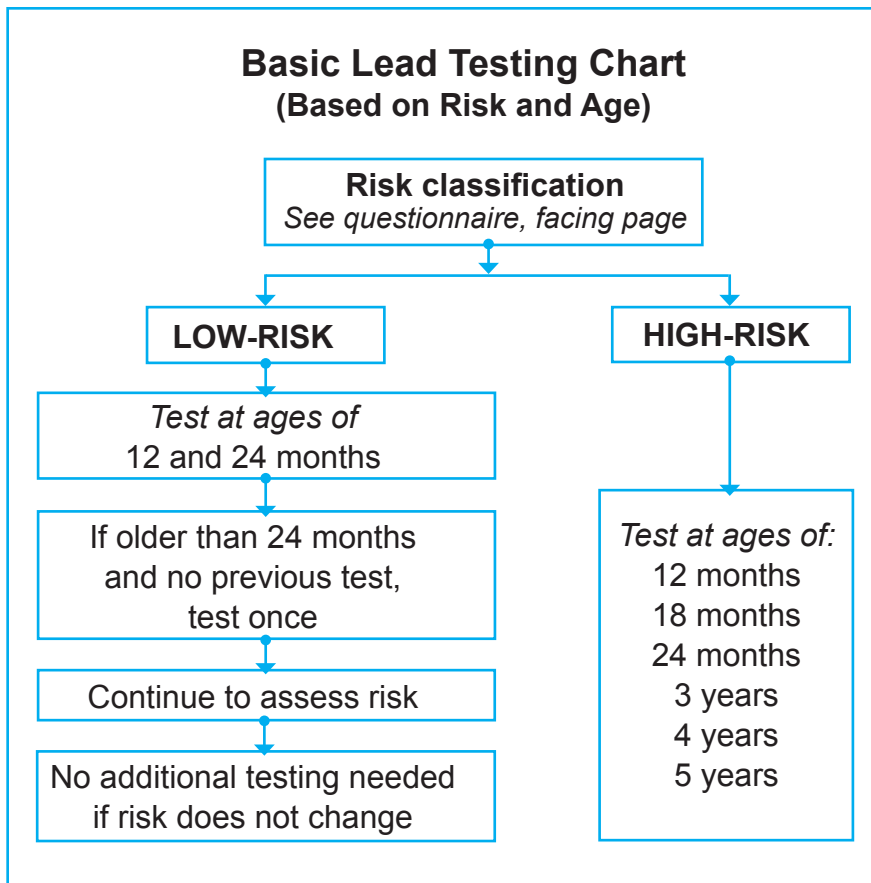 Basic Lead Testing Chart
(Based on Risk and Age)
Risk classification
See questionnaire, facing page
LOW-RISK
Test at ages of
12 and 24 months
If older than 24 months
and no previous test,
test once
Continue to assess risk
No additional testing needed
if risk does not change
HIGH-RISK
Test at ages of:
12 months
18 months
24 months
3 years
4 years
5 years